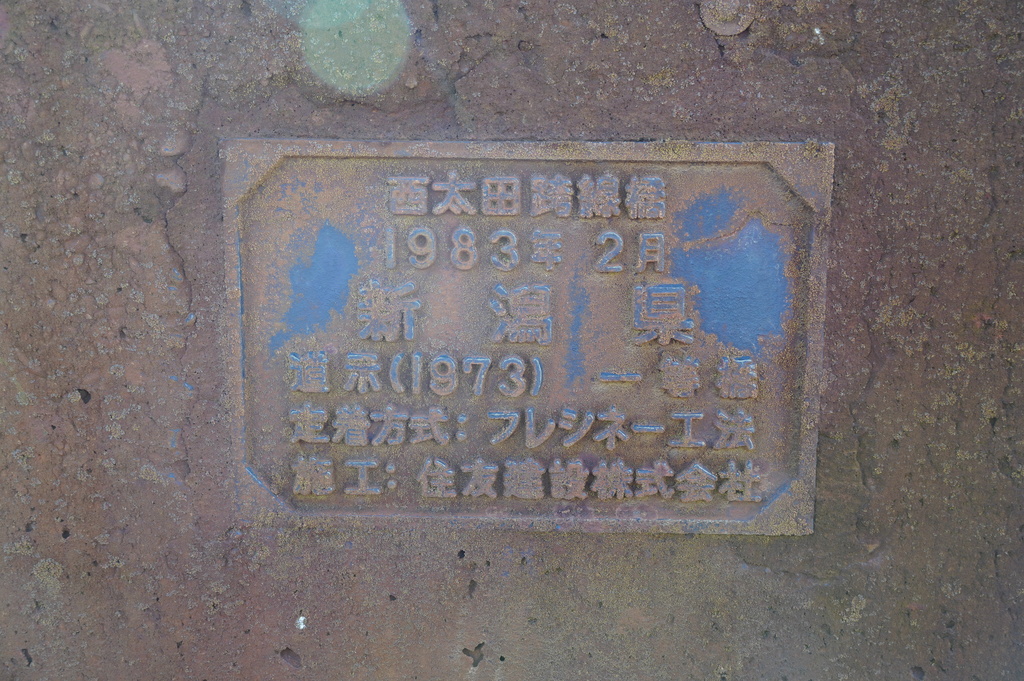 西太田跨線橋
1983年 2月
新潟県
道示(1973) 一等橋
定着方式：フレシネー工法
施工：住友建設株式会社